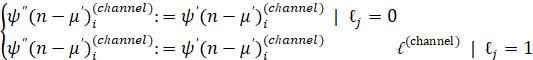 ψ″(n − μ′)ᵢ^(channel) := ψ′(n − μ′)ᵢ^(channel) | ℓⱼ = 0
ψ″(n − μ′)ᵢ^(channel) := ψ′(n − μ′)ᵢ^(channel) ℓ^(channel) | ℓⱼ = 1